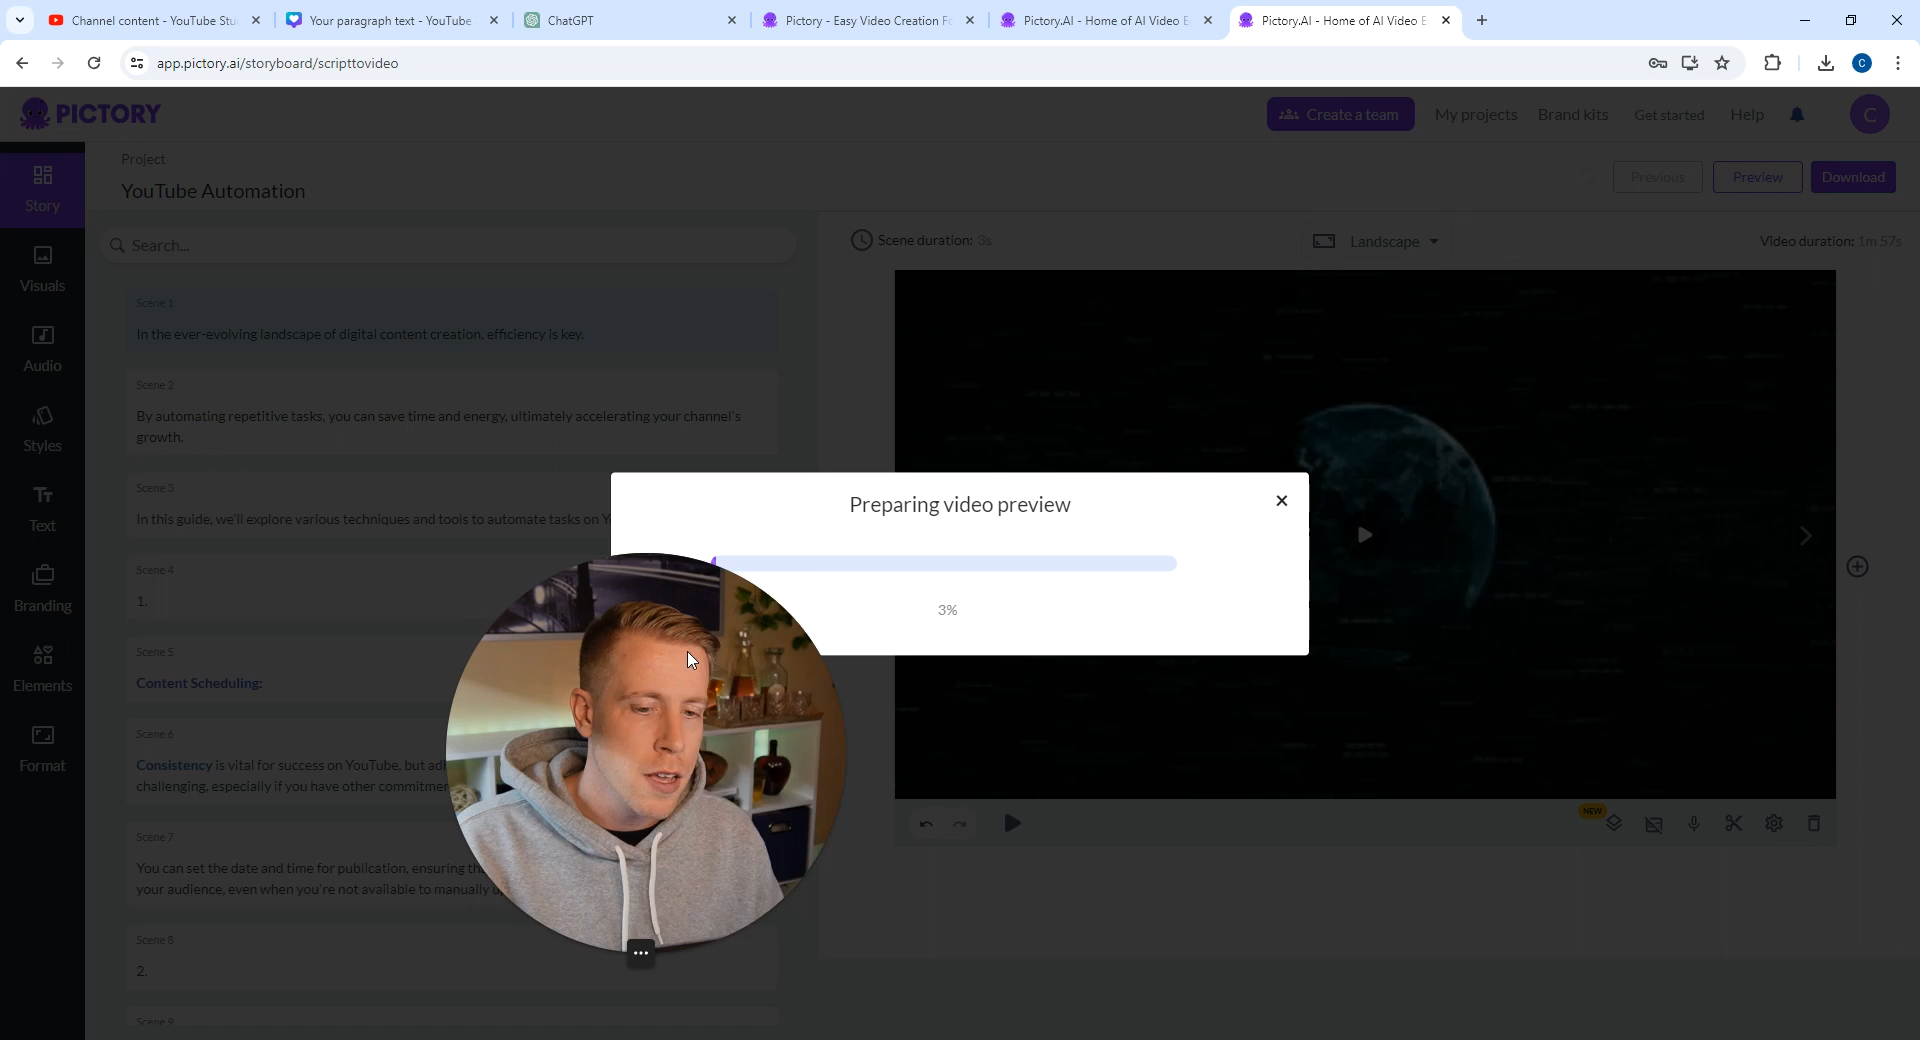 Channel content - YouTube Stu
Your paragraph text - YouTube
ChatGPT
Pictory - Easy Video Creation Fo
Pictory.AI - Home of AI Video E
Pictory.AI - Home of AI Video E
app.pictory.ai/storyboard/scripttovideo
C
PICTORY
Create a team
My projects
Brand kits
Get started
Help
C
Project
YouTube Automation
Previous
Preview
Download
Story
Visuals
Audio
Styles
Text
Branding
Elements
Format
Search...
Scene duration: 3s
Landscape
Video duration: 1m 57s
Scene 1
In the ever-evolving landscape of digital content creation, efficiency is key.
Scene 2
By automating repetitive tasks, you can save time and energy, ultimately accelerating your channel's
growth.
Scene 3
In this guide, we'll explore various techniques and tools to automate tasks on Y
Scene 4
1.
Scene 5
Content Scheduling:
Scene 6
Consistency is vital for success on YouTube, but
challenging, especially if you have other commitmen
Scene 7
You can set the date and time for publication, ensuring
your audience, even when you're not available to manually
Scene 8
2.
Scene 9
Preparing video preview
3%
NEW